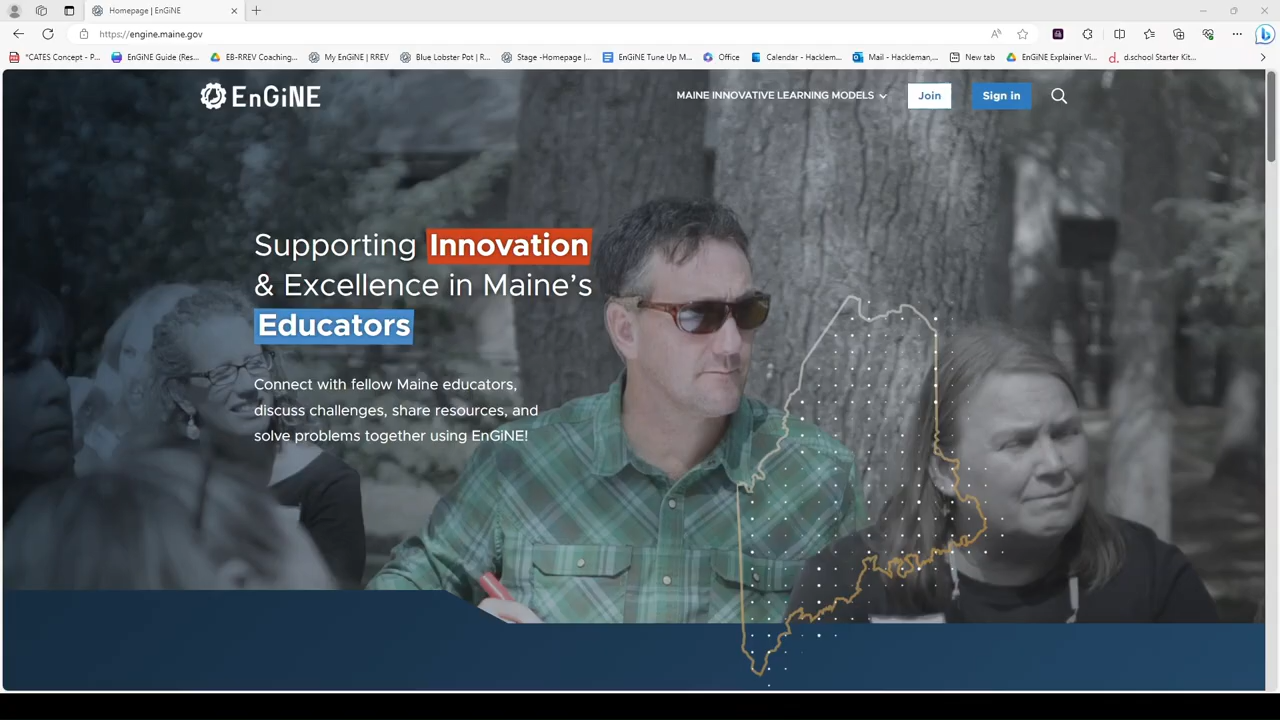 Homepage | EnGiNE
https://engine.maine.gov
*CATES Concept - P...
EnGiNE Guide (Res...
EB-RREV Coaching...
My EnGiNE | RREV
Blue Lobster Pot | R...
Stage -Homepage |...
EnGiNE Tune Up M...
Office
Calendar - Hacklem...
Mail - Hackleman,...
New tab
EnGiNE Explainer Vi...
d.school Starter Kit...
EnGiNE
MAINE INNOVATIVE LEARNING MODELS
Join
Sign in
Supporting Innovation
& Excellence in Maine's
Educators
Connect with fellow Maine educators,
discuss challenges, share resources, and
solve problems together using EnGiNE!